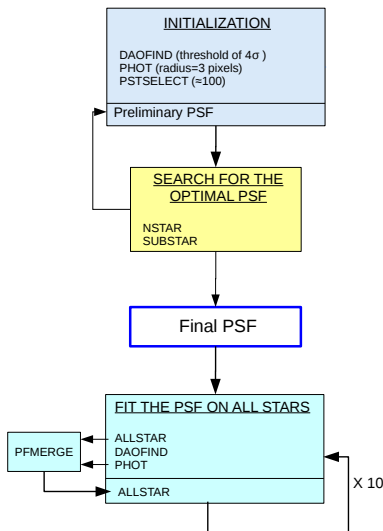 INITIALIZATION
DAOFIND (threshold of 4σ )
PHOT (radius=3 pixels)
PSTSELECT (≈100)
Preliminary PSF
SEARCH FOR THE
OPTIMAL PSF
NSTAR
SUBSTAR
Final PSF
FIT THE PSF ON ALL STARS
ALLSTAR
DAOFIND
PHOT
PFMERGE
ALLSTAR
X 10